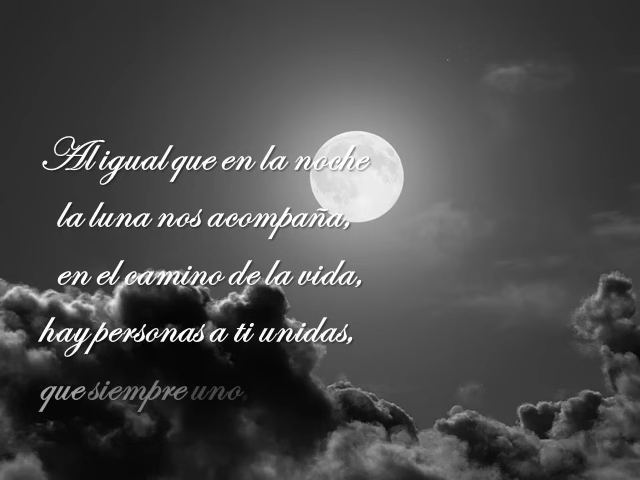 Al igual que en la noche
la luna nos acompaña,
en el camino de la vida,
hay personas a ti unidas,
que siempre uno